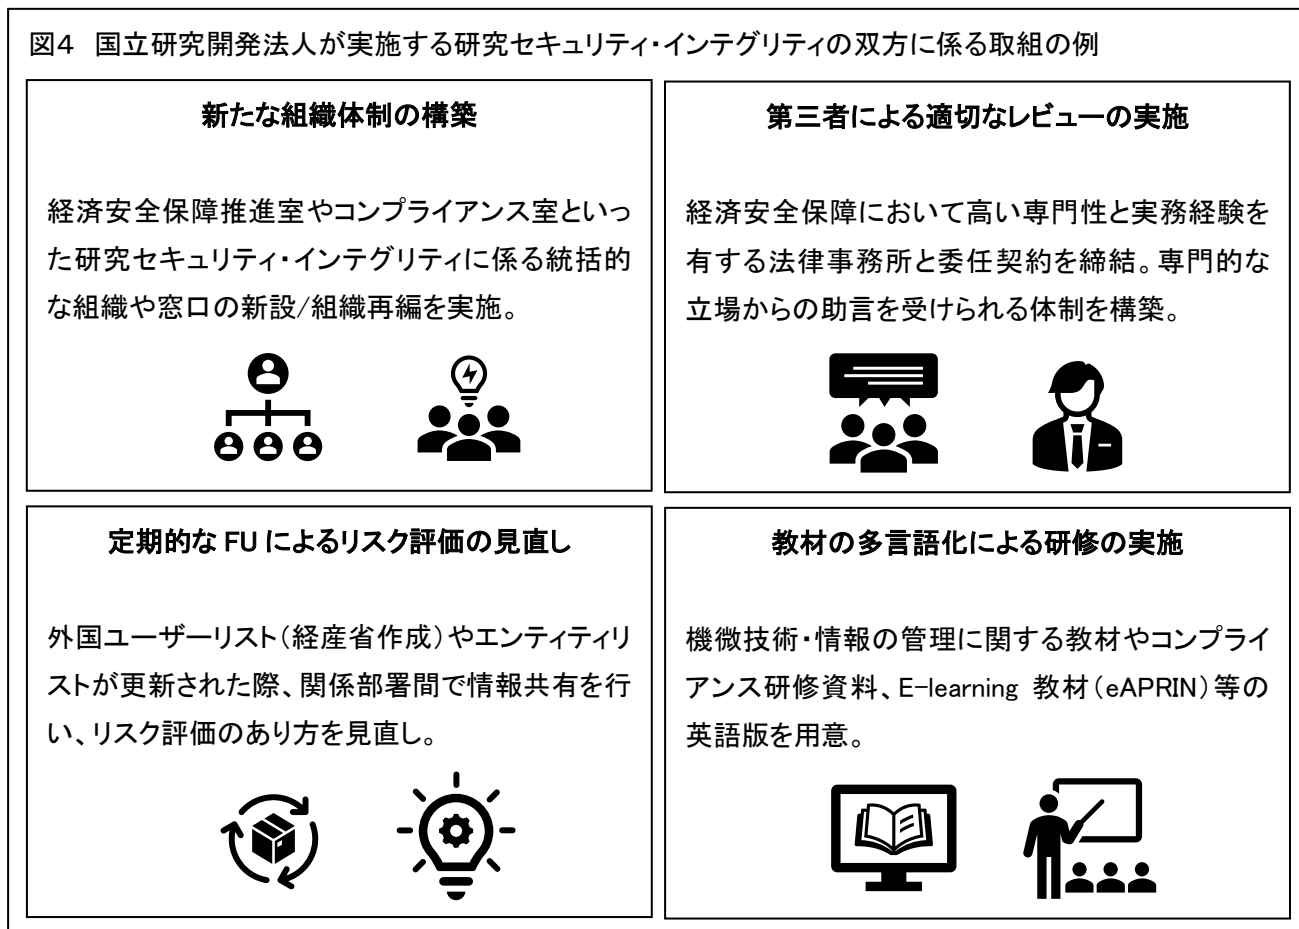 図4 国立研究開発法人が実施する研究セキュリティ・インテグリティの双方に係る取組の例
新たな組織体制の構築
経済安全保障推進室やコンプライアンス室といっ
た研究セキュリティ・インテグリティに係る統括的
な組織や窓口の新設/組織再編を実施。
第三者による適切なレビューの実施
経済安全保障において高い専門性と実務経験を
有する法律事務所と委任契約を締結。専門的な
立場からの助言を受けられる体制を構築。
定期的な FU によるリスク評価の見直し
外国ユーザーリスト（経産省作成）やエンティティリ
ストが更新された際、関係部署間で情報共有を行
い、リスク評価のあり方を見直し。
教材の多言語化による研修の実施
機微技術・情報の管理に関する教材やコンプライ
アンス研修資料、E-learning 教材（eAPRIN）等の
英語版を用意。